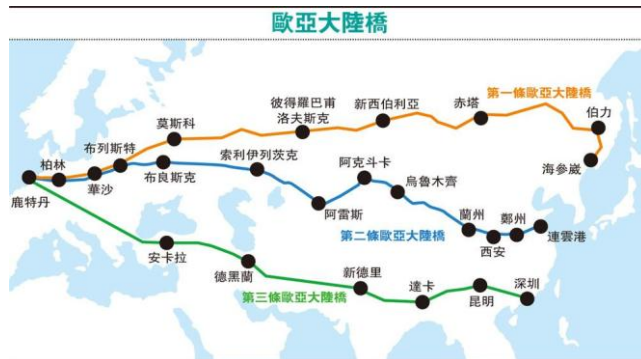 歐亞大陸橋
第一條歐亞大陸橋
彼得羅巴甫
洛夫斯克
新西伯利亞
赤塔
伯力
莫斯科
海參崴
布列斯特
柏林
華沙
鹿特丹
布良斯克
索利伊列茨克
阿克斗卡
烏魯木齊
阿雷斯
蘭州
鄭州
西安
連雲港
第二條歐亞大陸橋
安卡拉
德黑蘭
新德里
達卡
昆明
深圳
第三條歐亞大陸橋